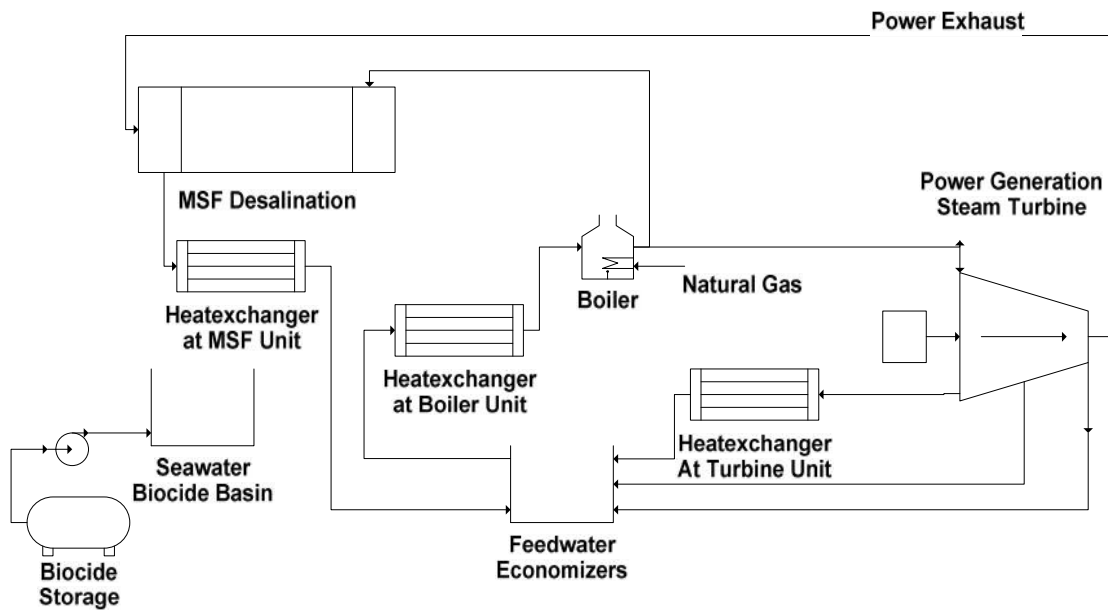 Power Exhaust
MSF Desalination
Power Generation
Steam Turbine
Natural Gas
Boiler
Heatexchanger
at MSF Unit
Heatexchanger
at Boiler Unit
Heatexchanger
At Turbine Unit
Seawater
Biocide Basin
Feedwater
Economizers
Biocide
Storage